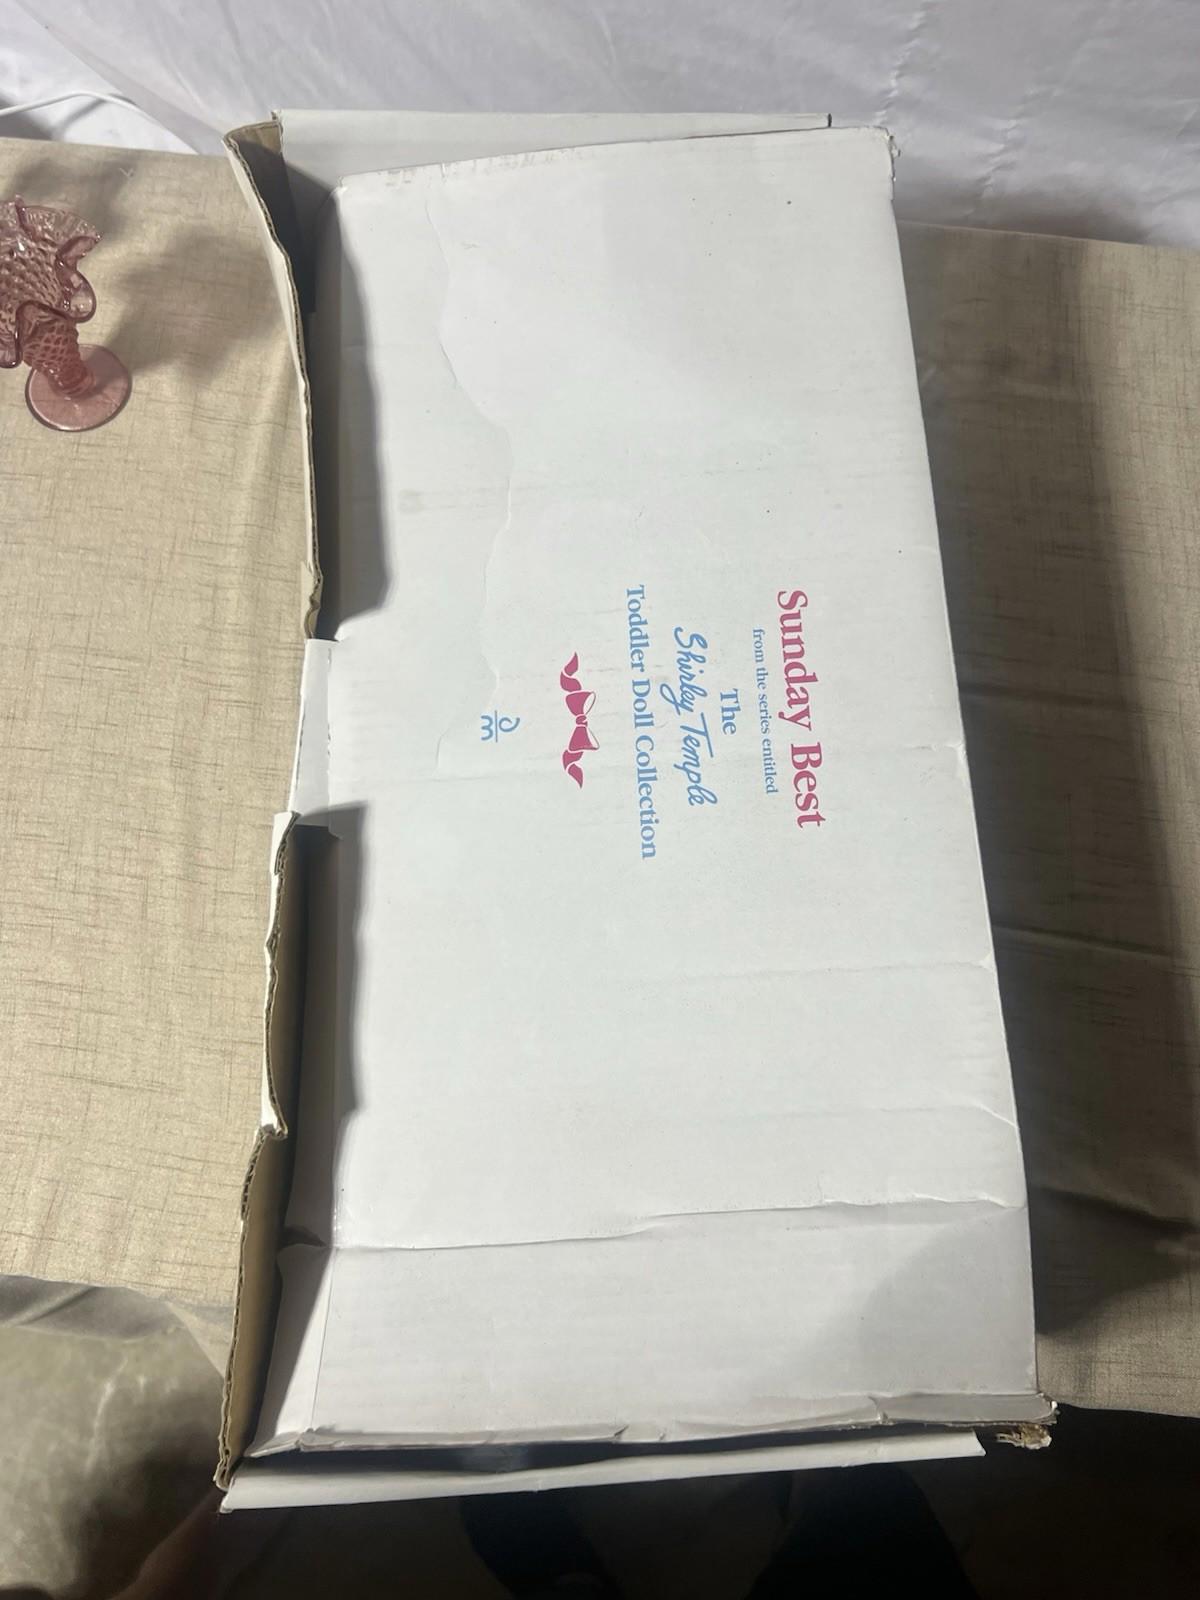 Sunday Best
from the series entitled
The
Shirley Temple
Toddler Doll Collection